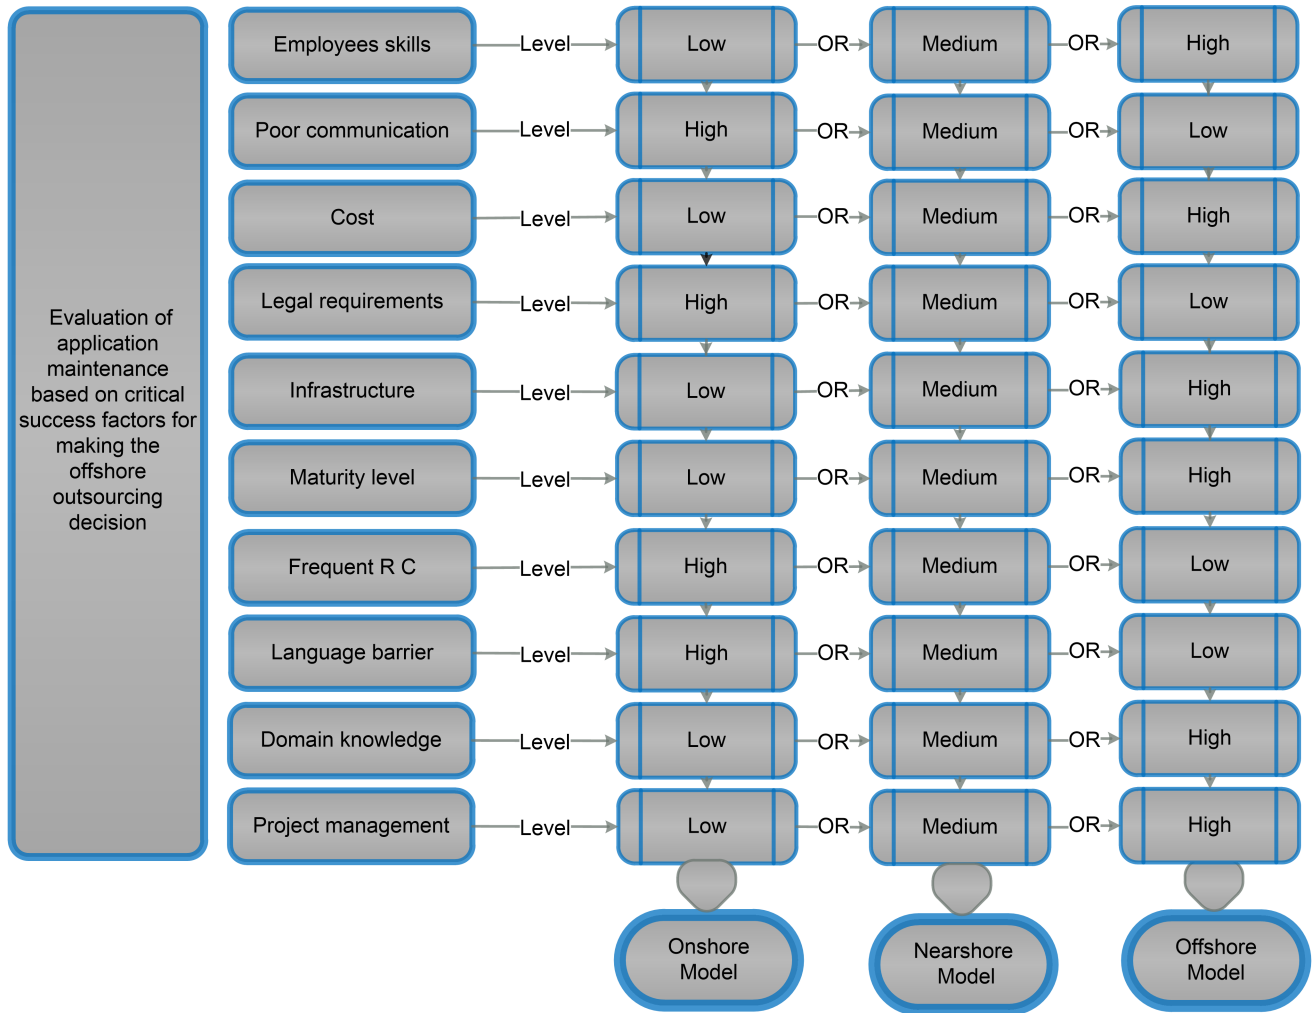 Evaluation of
application
maintenance
based on critical
success factors for
making the
offshore
outsourcing
decision
Employees skills Level Low OR Medium OR High
Poor communication Level High OR Medium OR Low
Cost Level Low OR Medium OR High
Legal requirements Level High OR Medium OR Low
Infrastructure Level Low OR Medium OR High
Maturity level Level Low OR Medium OR High
Frequent R C Level High OR Medium OR Low
Language barrier Level High OR Medium OR Low
Domain knowledge Level Low OR Medium OR High
Project management Level Low OR Medium OR High
Onshore
Model
Nearshore
Model
Offshore
Model